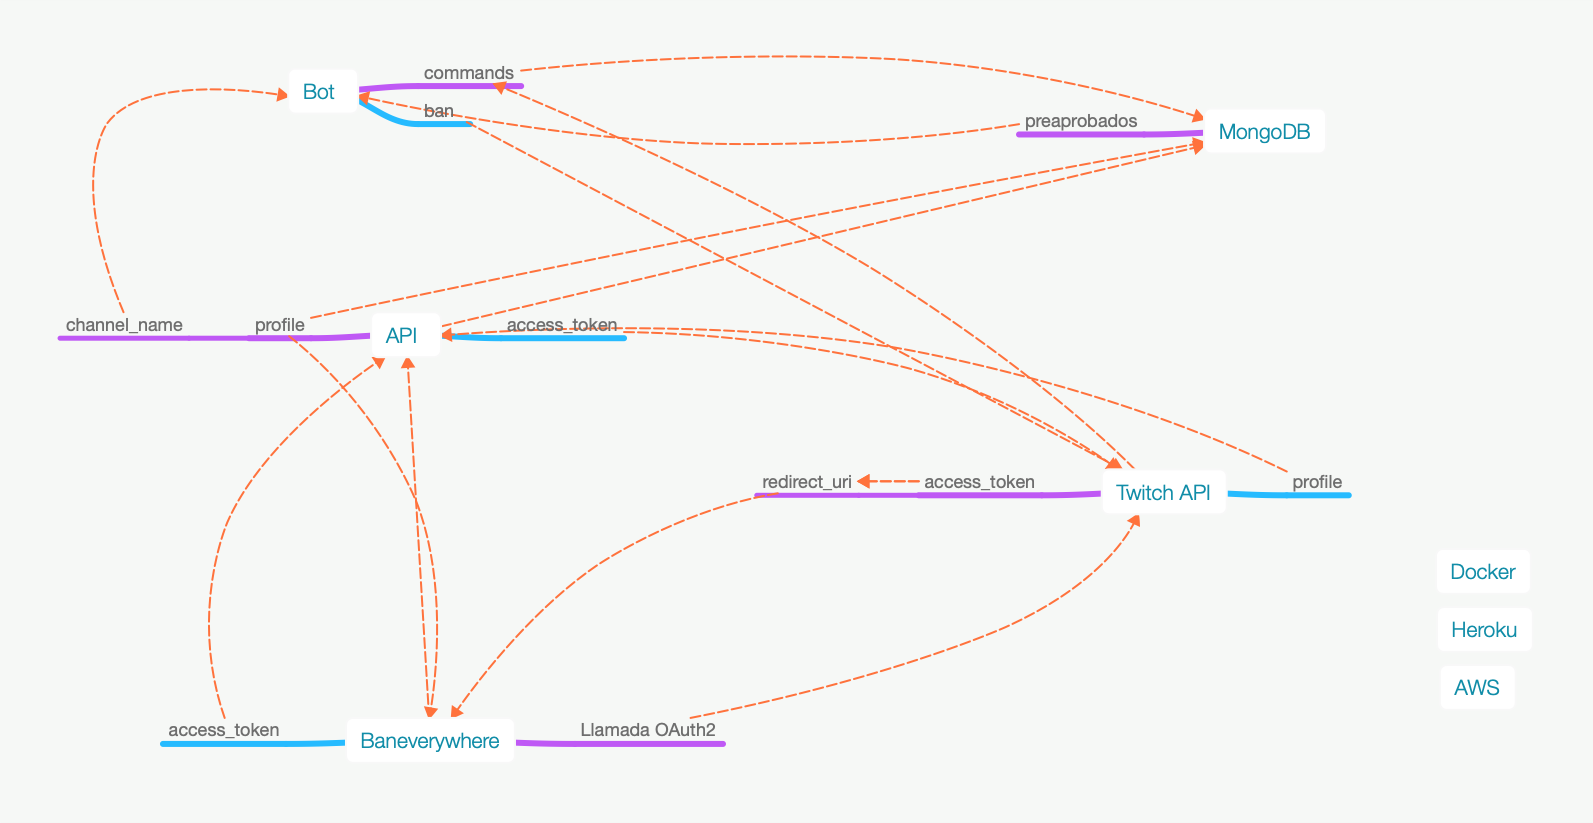 commands
Bot
ban
preaprobados
MongoDB
channel_name
profile
API
access_token
redirect_uri
access_token
Twitch API
profile
Docker
Heroku
AWS
access_token
Baneverywhere
Llamada OAuth2